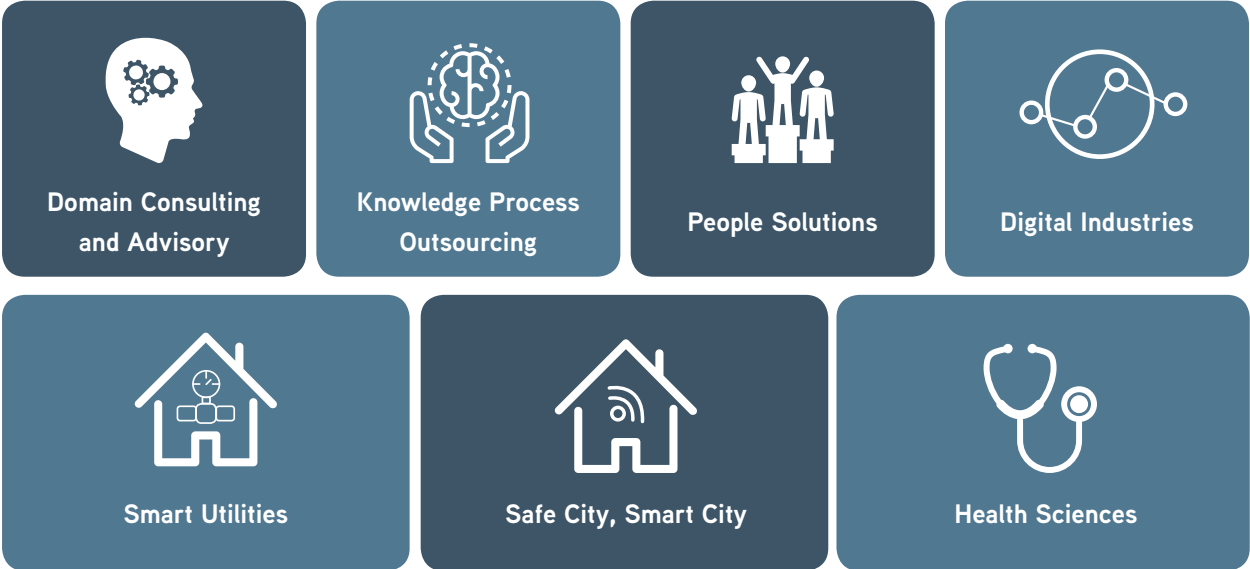 Domain Consulting
and Advisory
Knowledge Process
Outsourcing
People Solutions
Digital Industries
Smart Utilities
Safe City, Smart City
Health Sciences